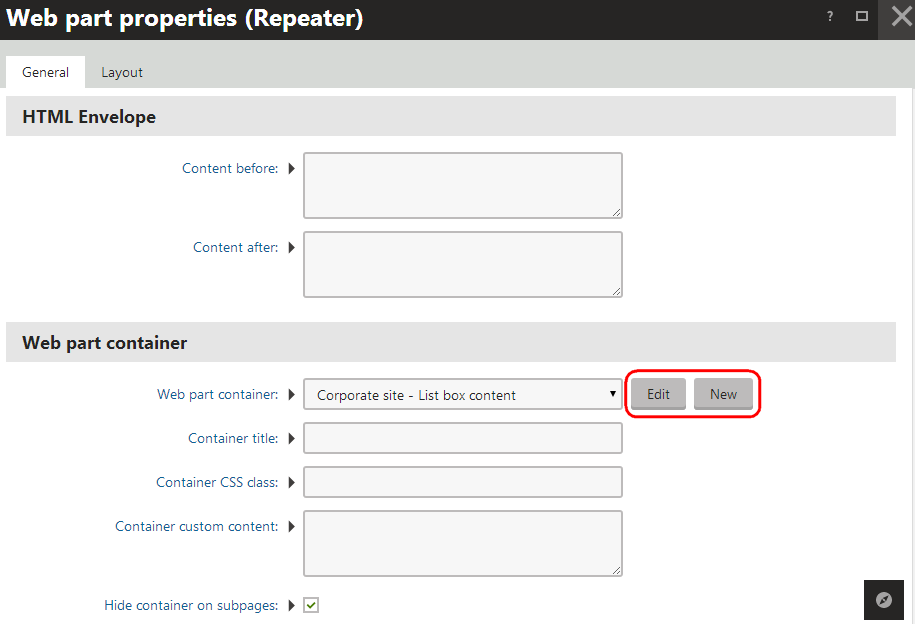 Web part properties (Repeater)
?
General Layout
HTML Envelope
Content before:
Content after:
Web part container
Web part container: Corporate site - List box content Edit New
Container title:
Container CSS class:
Container custom content:
Hide container on subpages: